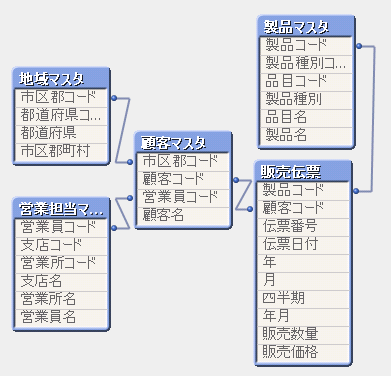 製品マスタ
製品コード
製品種別コ...
品目コード
製品種別
品目名
製品名
地域マスタ
市区郡コード
都道府県コ...
都道府県
市区郡町村
顧客マスタ
市区郡コード
顧客コード
営業員コード
顧客名
営業担当マ...
営業員コード
支店コード
営業所コード
支店名
営業所名
営業員名
販売伝票
製品コード
顧客コード
伝票番号
伝票日付
年
月
四半期
年月
販売数量
販売価格